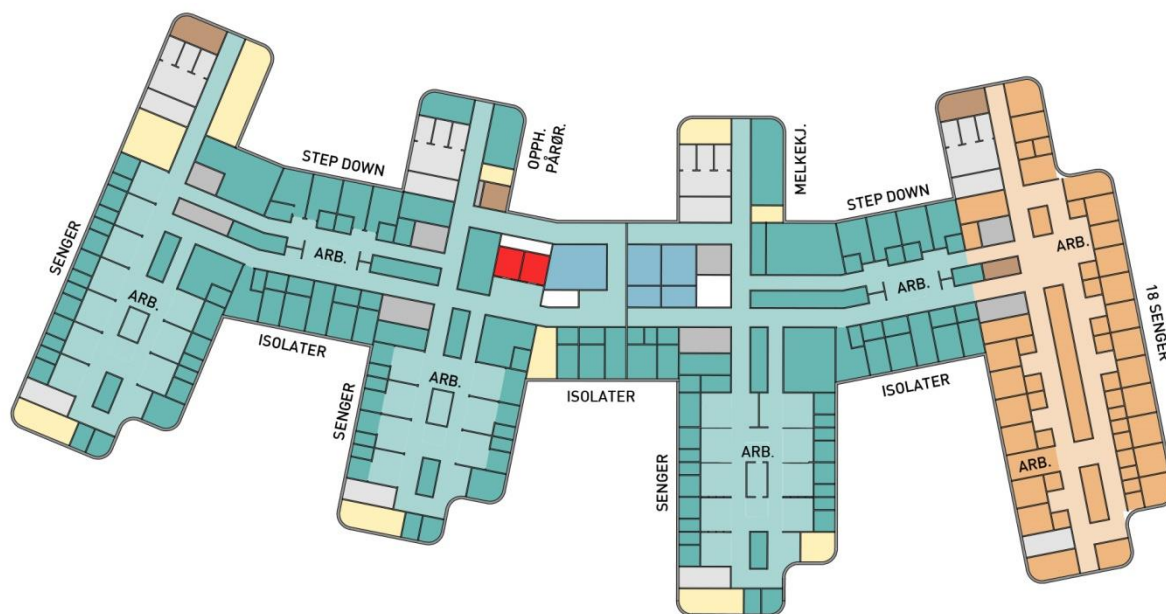 STEP DOWN
OPPH.
PÅRØR.
MELKEKJ.
STEP DOWN
SENGER
ARB.
ARB.
ISOLATER
SENGER
ARB.
ISOLATER
SENGER
ARB.
ARB.
ISOLATER
ARB.
18 SENGER
ARB.